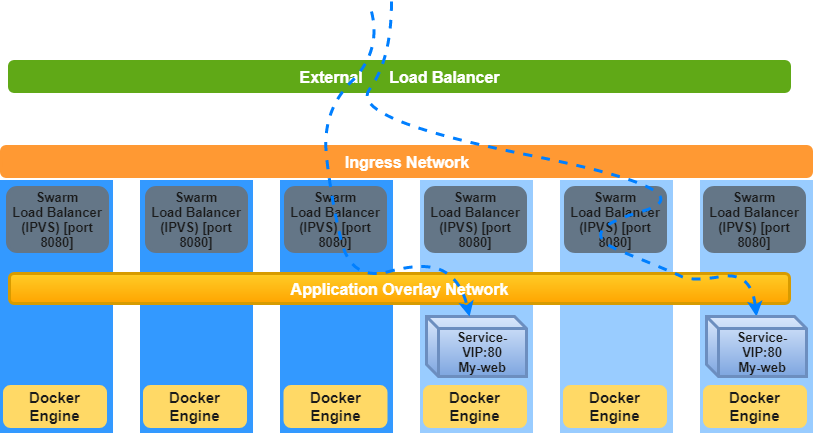 External Load Balancer
Ingress Network
Swarm
Load Balancer
(IPVS) [port
8080]
Swarm
Load Balancer
(IPVS) [port
8080]
Swarm
Load Balancer
(IPVS) [port
8080]
Swarm
Load Balancer
(IPVS) [port
8080]
Swarm
Load Balancer
(IPVS) [port
8080]
Swarm
Load Balancer
(IPVS) [port
8080]
Application Overlay Network
Service-
VIP:80
My-web
Service-
VIP:80
My-web
Docker
Engine
Docker
Engine
Docker
Engine
Docker
Engine
Docker
Engine
Docker
Engine